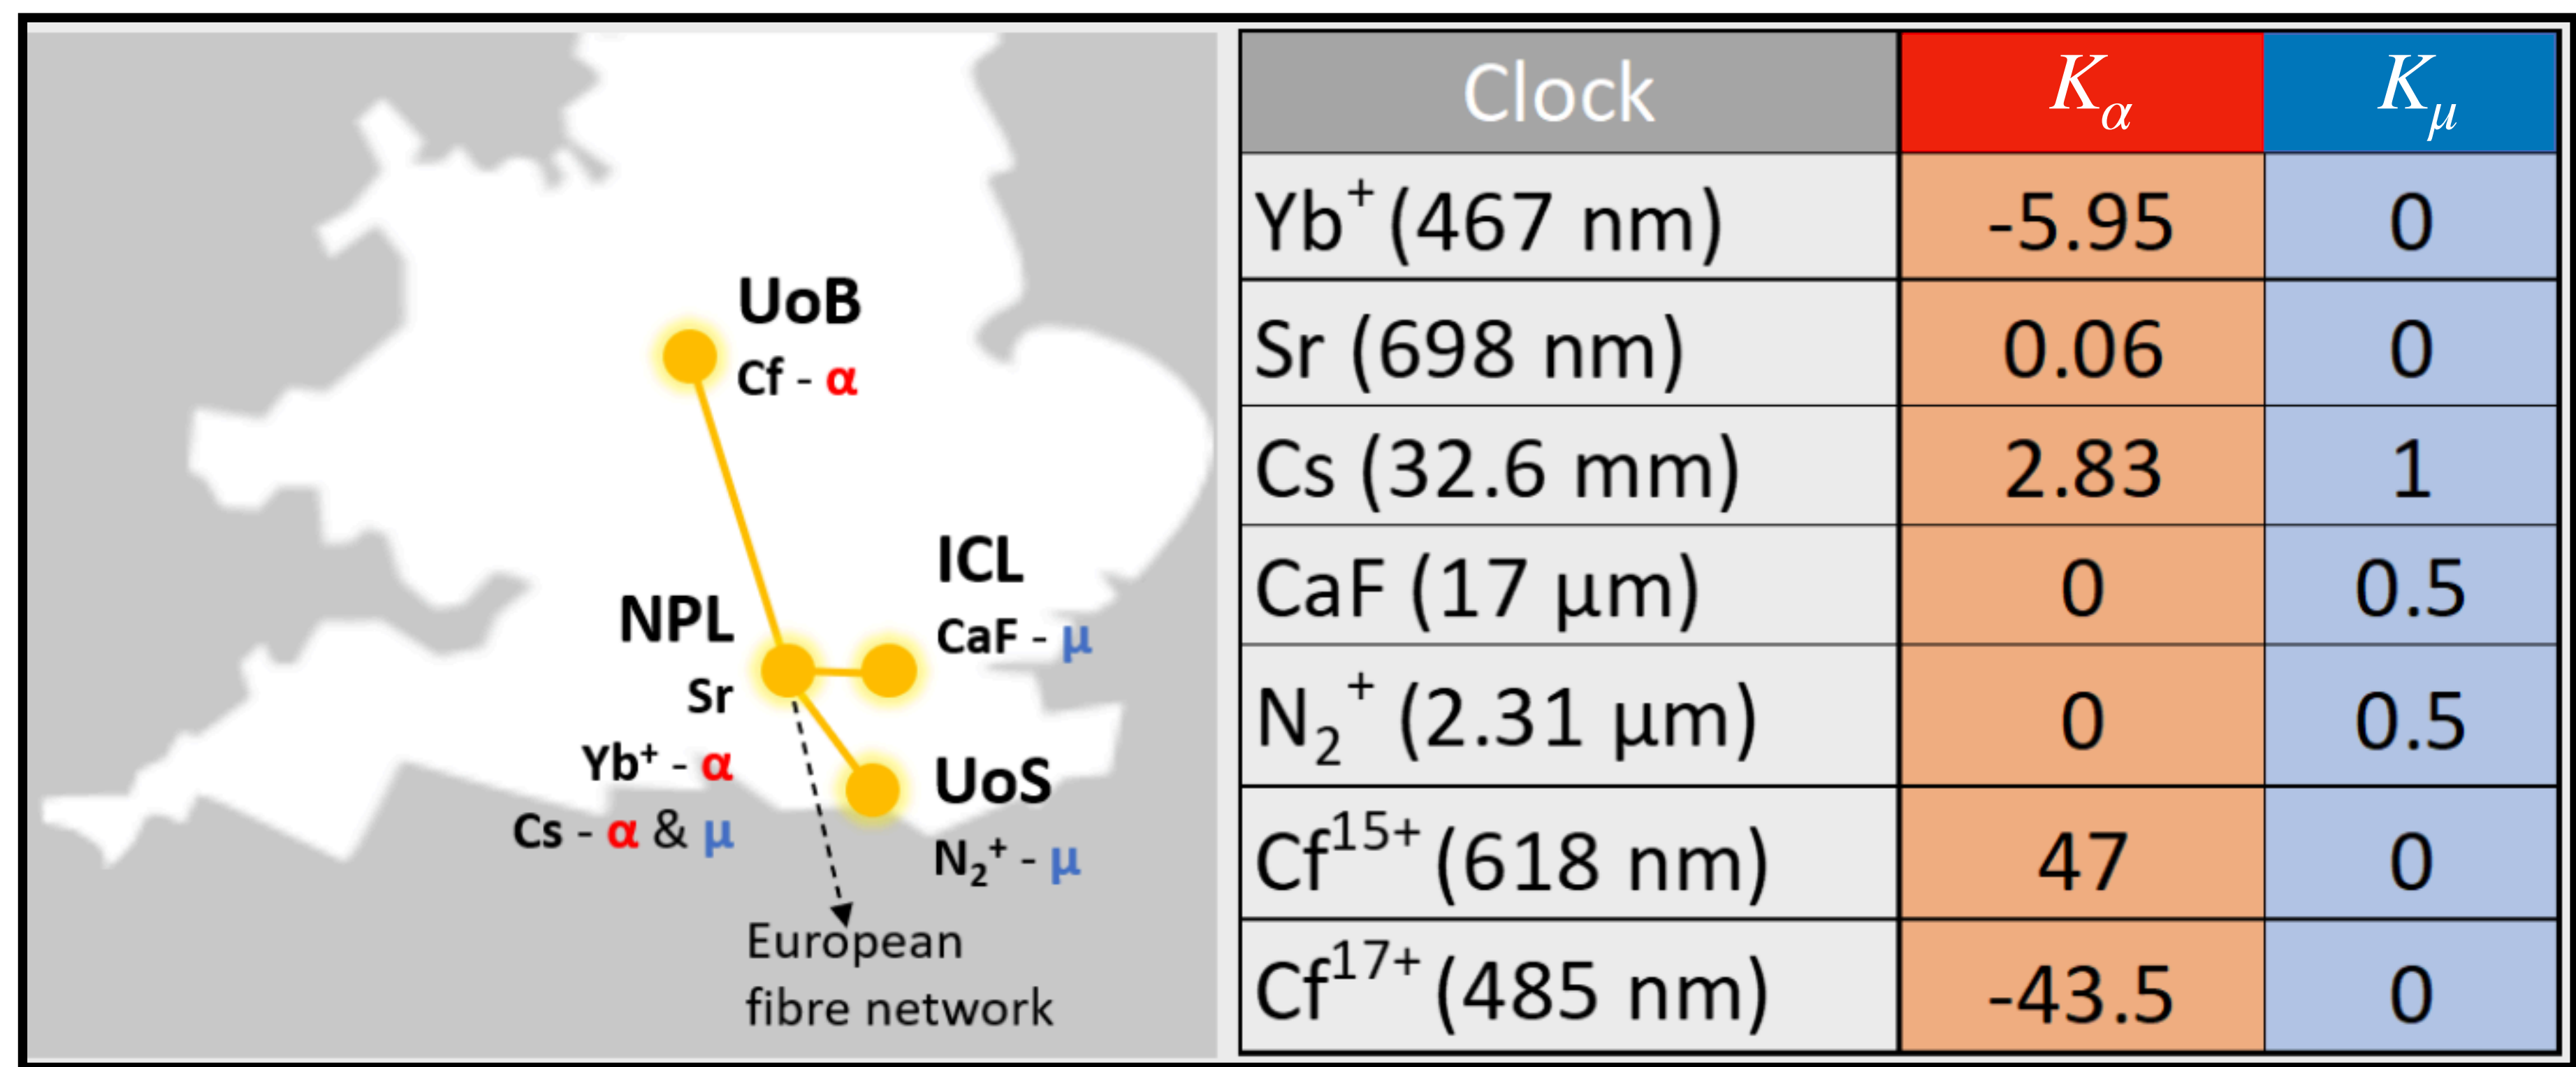 UoB
Cf - α
ICL
CaF - μ
NPL
Sr
Yb⁺ - α
Cs - α & μ
UoS
N₂⁺ - μ
European
fibre network
Clock Kα Kμ
Yb⁺ (467 nm) -5.95 0
Sr (698 nm) 0.06 0
Cs (32.6 mm) 2.83 1
CaF (17 μm) 0 0.5
N₂⁺ (2.31 μm) 0 0.5
Cf¹⁵⁺ (618 nm) 47 0
Cf¹⁷⁺ (485 nm) -43.5 0